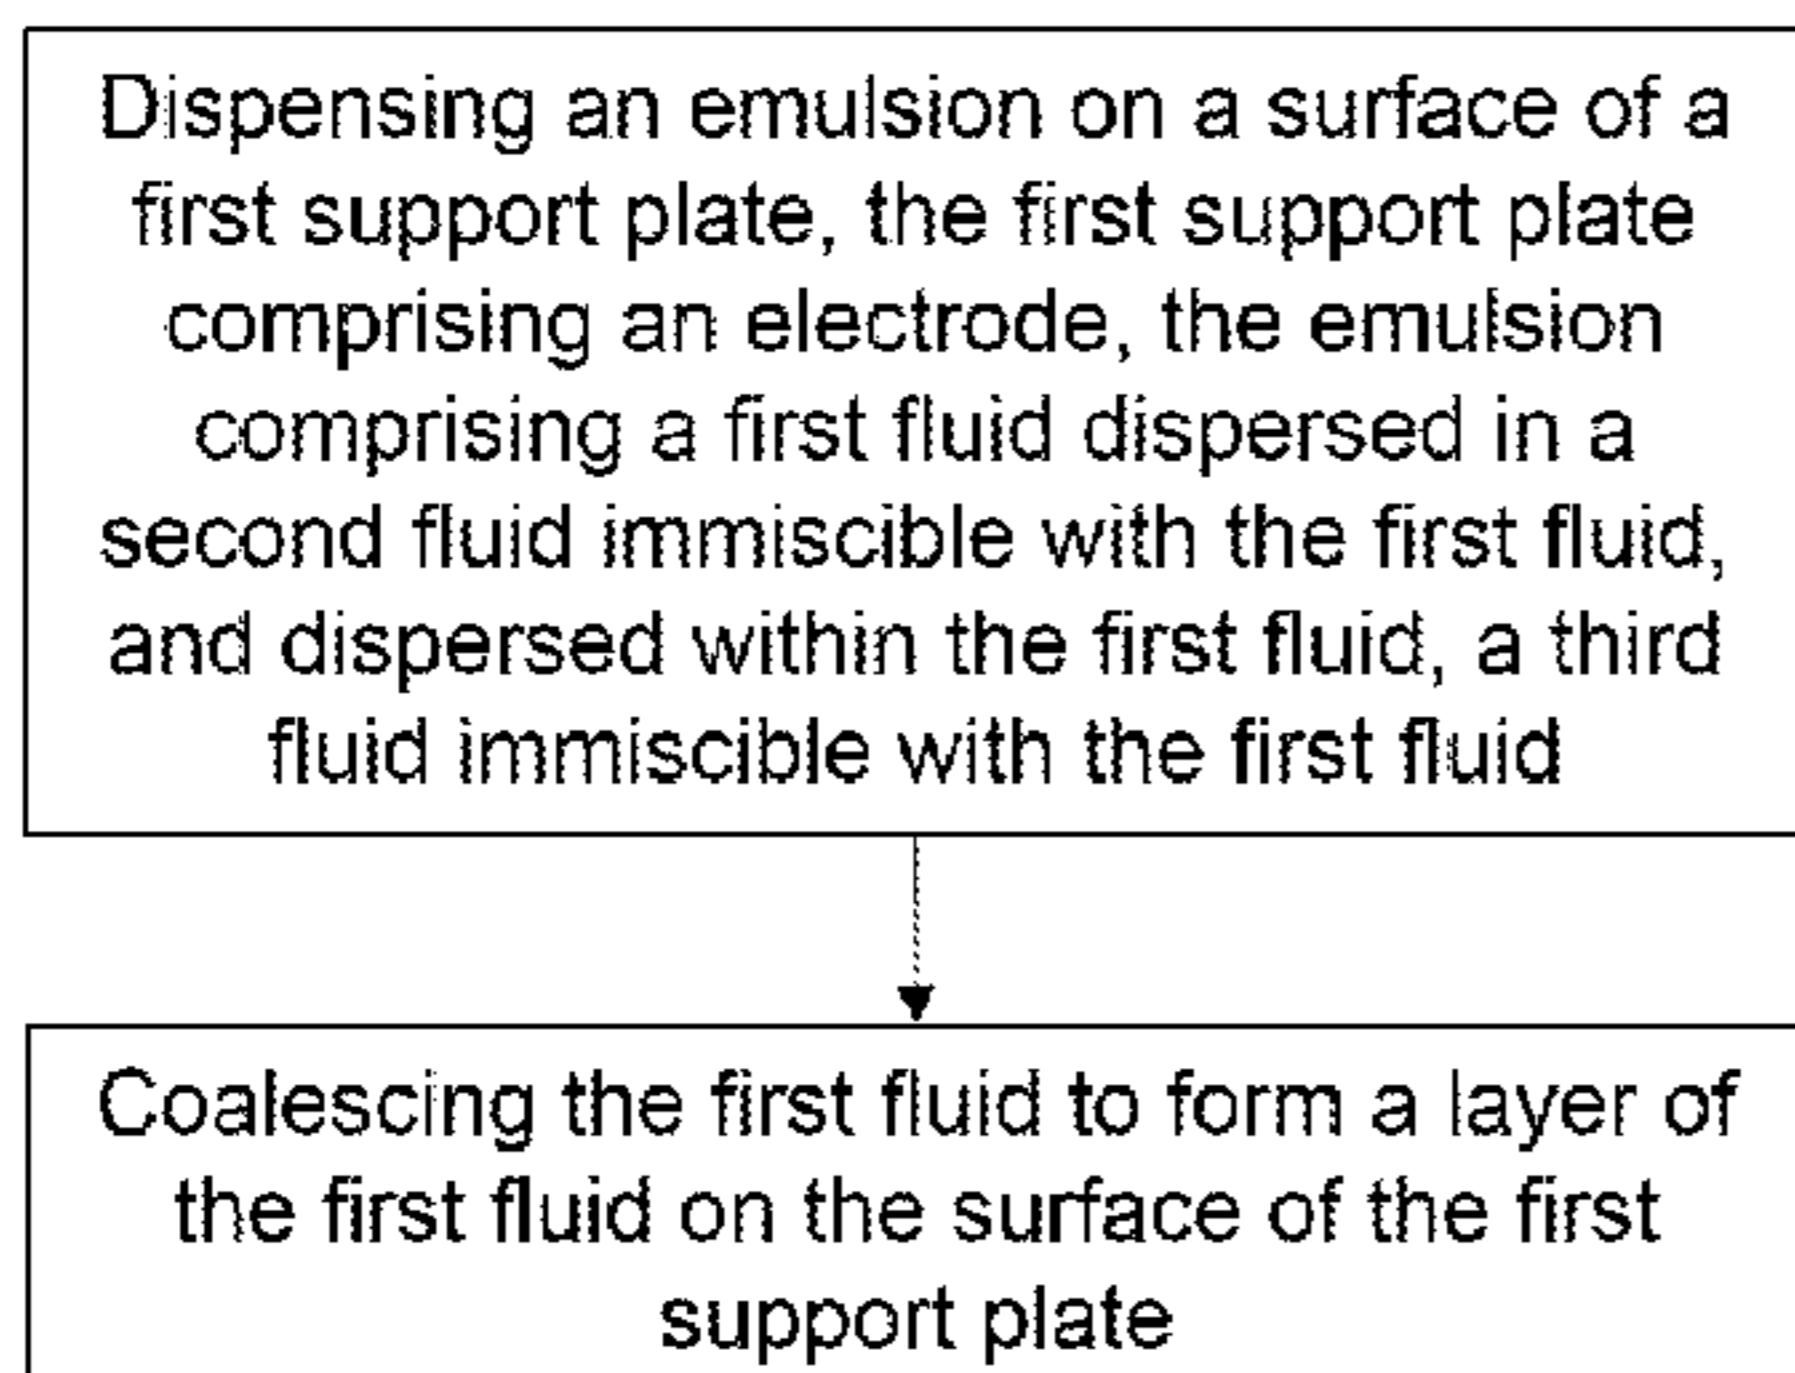 Dispensing an emulsion on a surface of a
first support plate, the first support plate
comprising an electrode, the emulsion
comprising a first fluid dispersed in a
second fluid immiscible with the first fluid,
and dispersed within the first fluid, a third
fluid immiscible with the first fluid
Coalescing the first fluid to form a layer of
the first fluid on the surface of the first
support plate